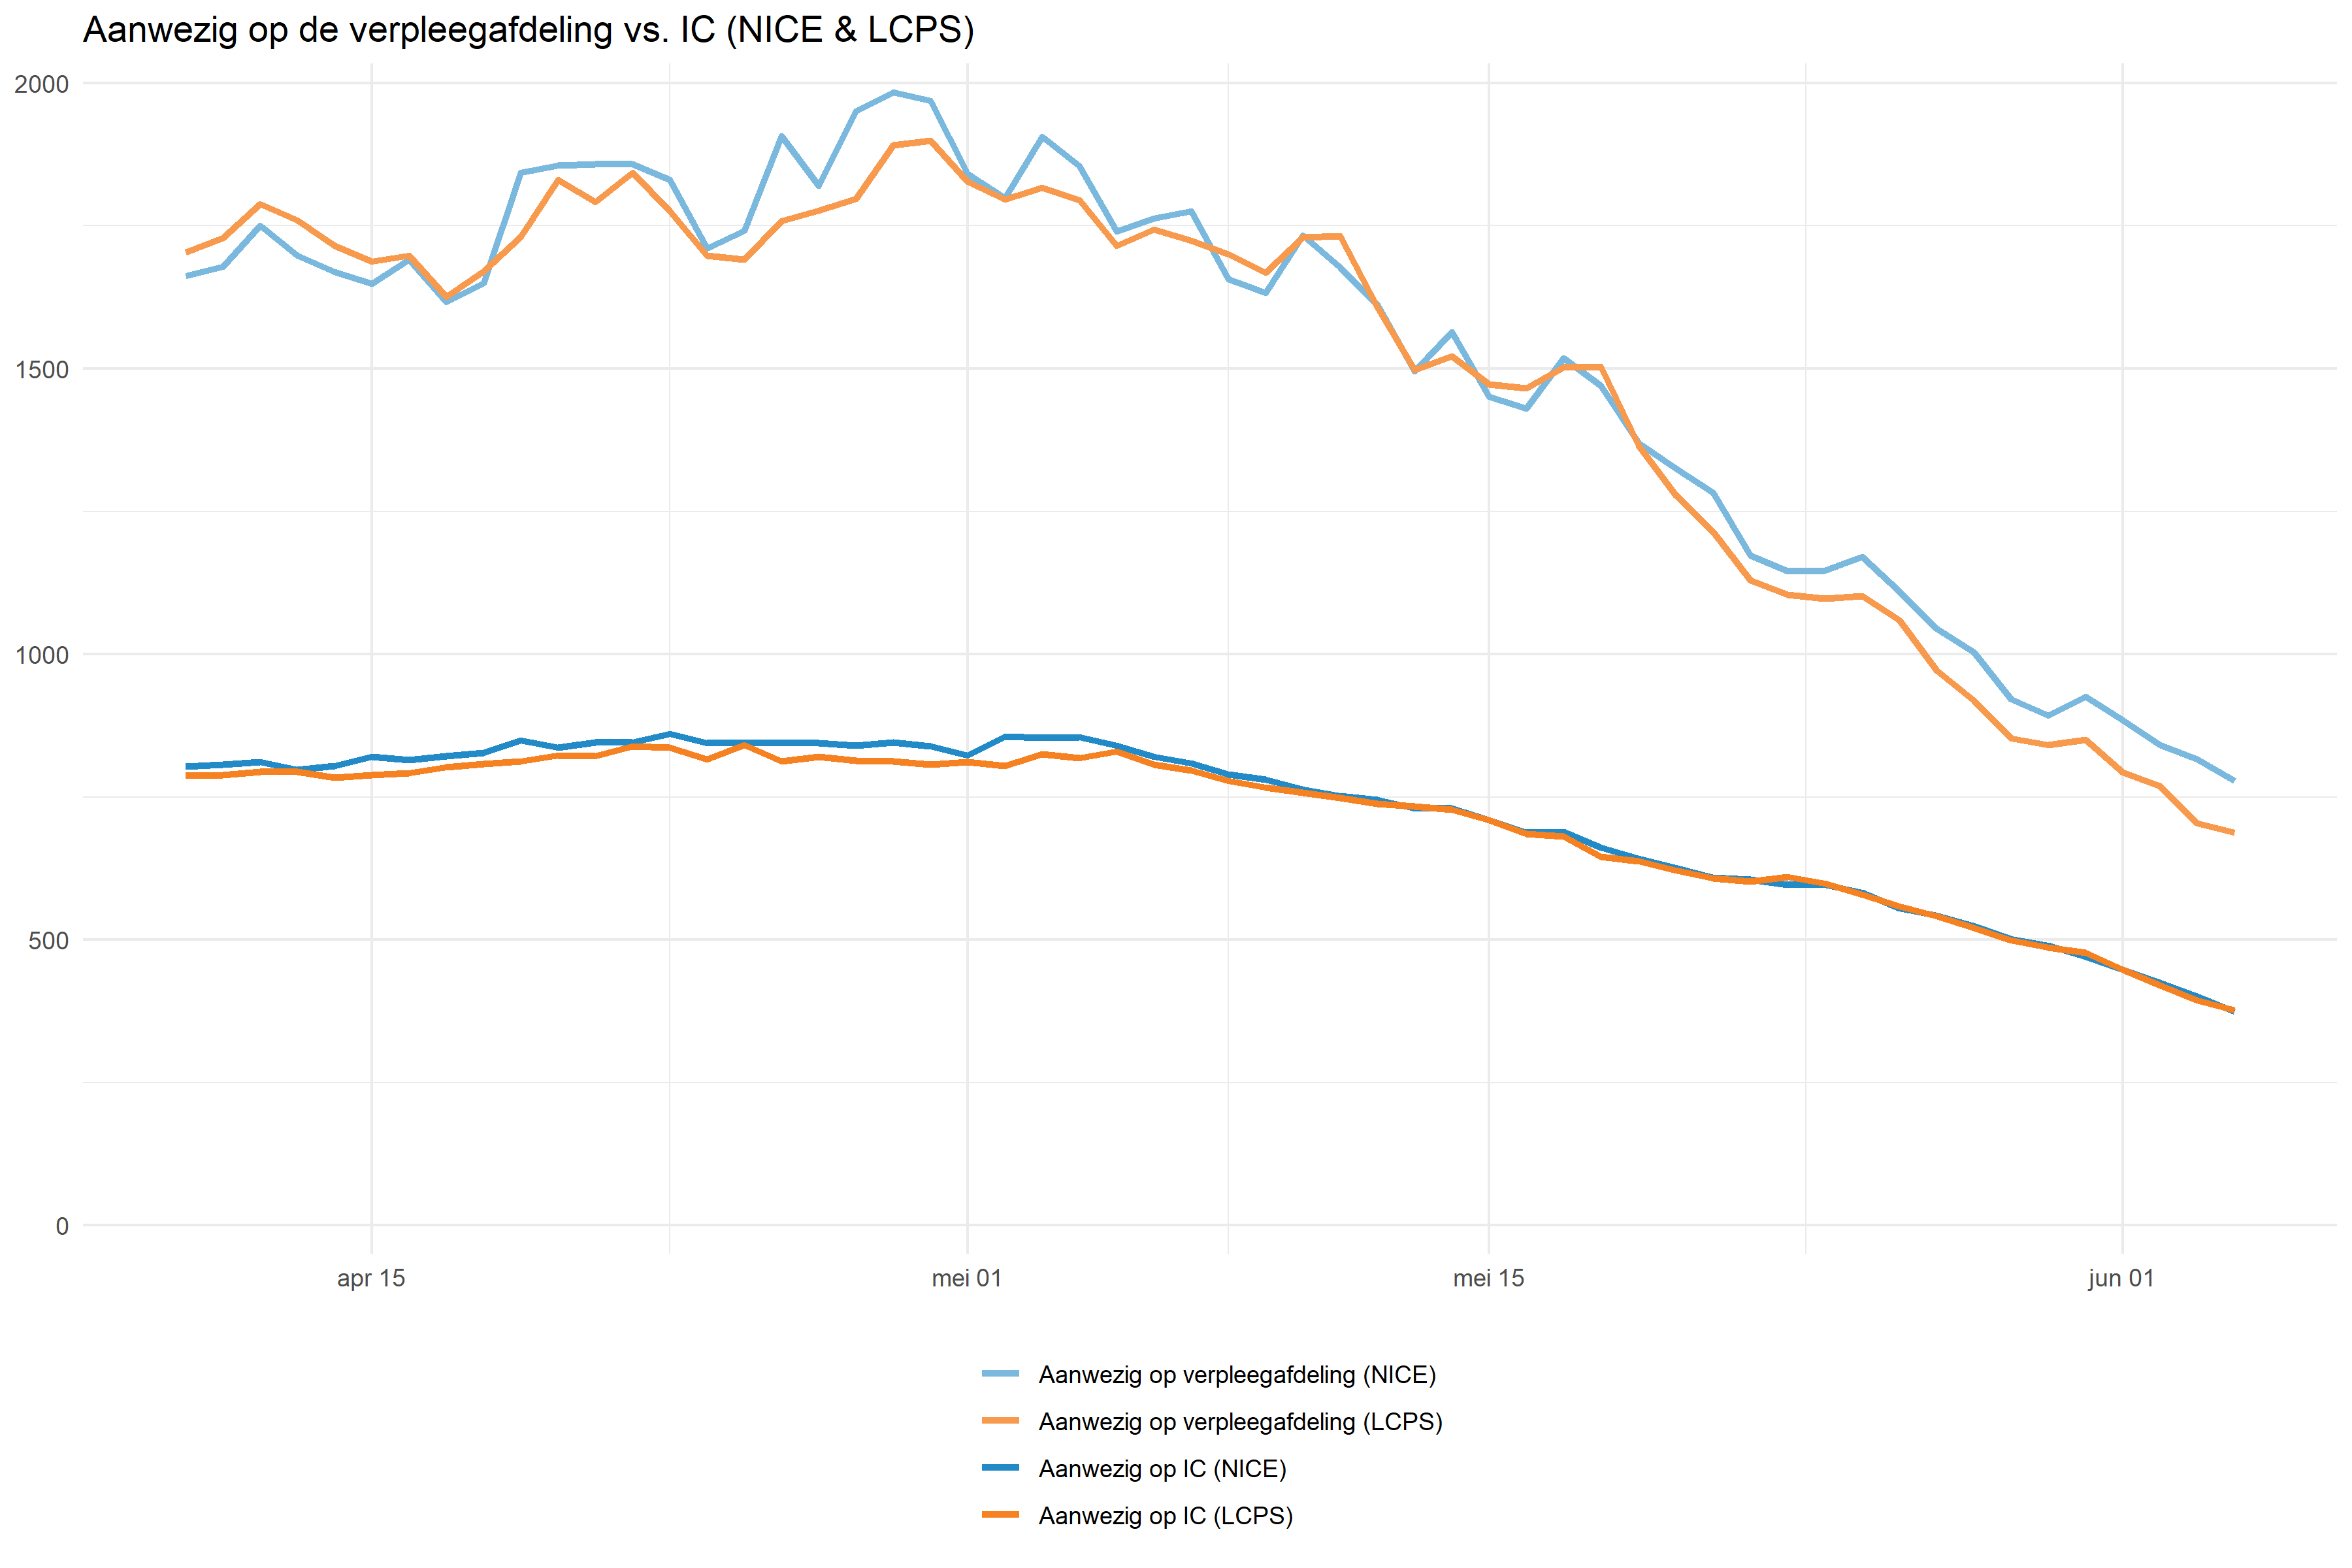 Aanwezig op de verpleegafdeling vs. IC (NICE & LCPS)
2000
1500
1000
500
0
apr 15 mei 01 mei 15 jun 01
Aanwezig op verpleegafdeling (NICE)
Aanwezig op verpleegafdeling (LCPS)
Aanwezig op IC (NICE)
Aanwezig op IC (LCPS)